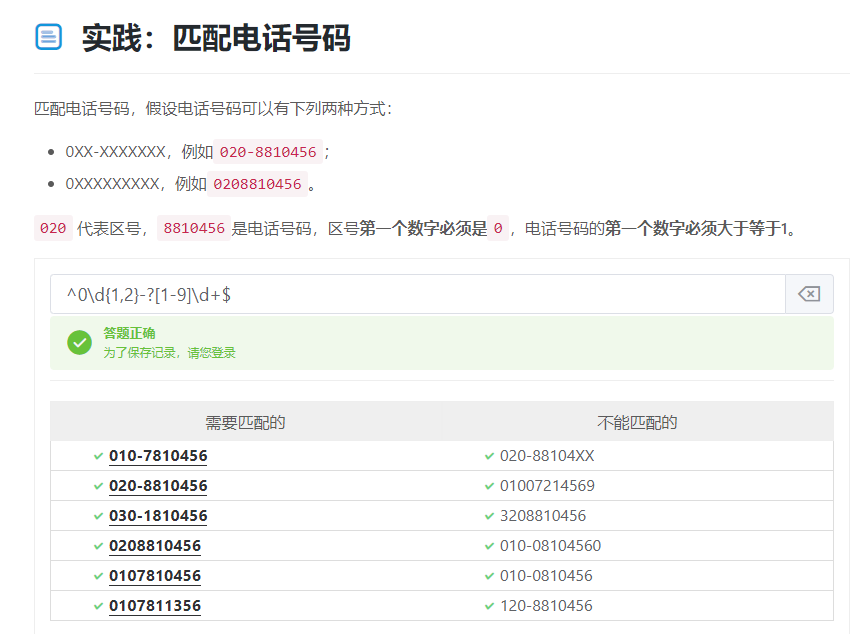 实践：匹配电话号码
匹配电话号码，假设电话号码可以有下列两种方式：
0XX-XXXXXXX，例如 020-8810456 ；
0XXXXXXXXX，例如 0208810456 。
020 代表区号， 8810456 是电话号码，区号第一个数字必须是 0 ，电话号码的第一个数字必须大于等于1。
^0\d{1,2}-?[1-9]\d+$
答题正确
为了保存记录，请您登录
需要匹配的 不能匹配的
010-7810456 020-88104XX
020-8810456 01007214569
030-1810456 3208810456
0208810456 010-08104560
0107810456 010-0810456
0107811356 120-8810456